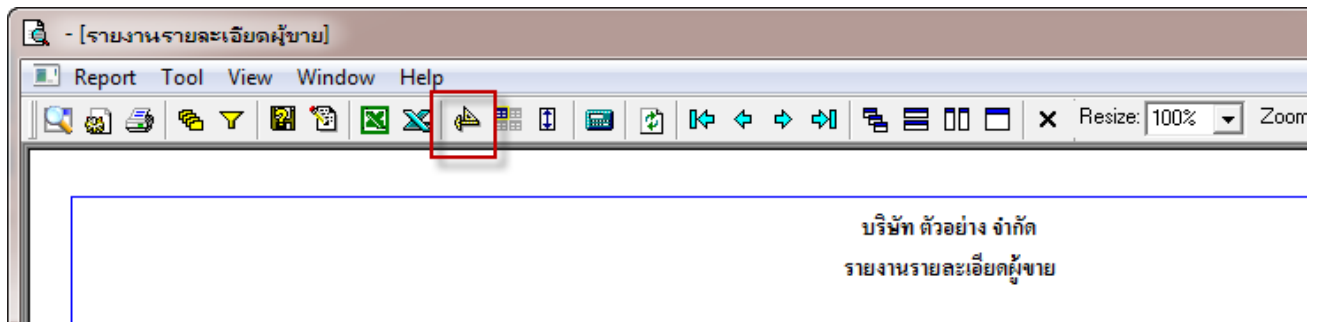 - [รายงานรายละเอียดผู้ขาย]
Report Tool View Window Help
Resize: 100% Zoom
บริษัท ตัวอย่าง จำกัด
รายงานรายละเอียดผู้ขาย